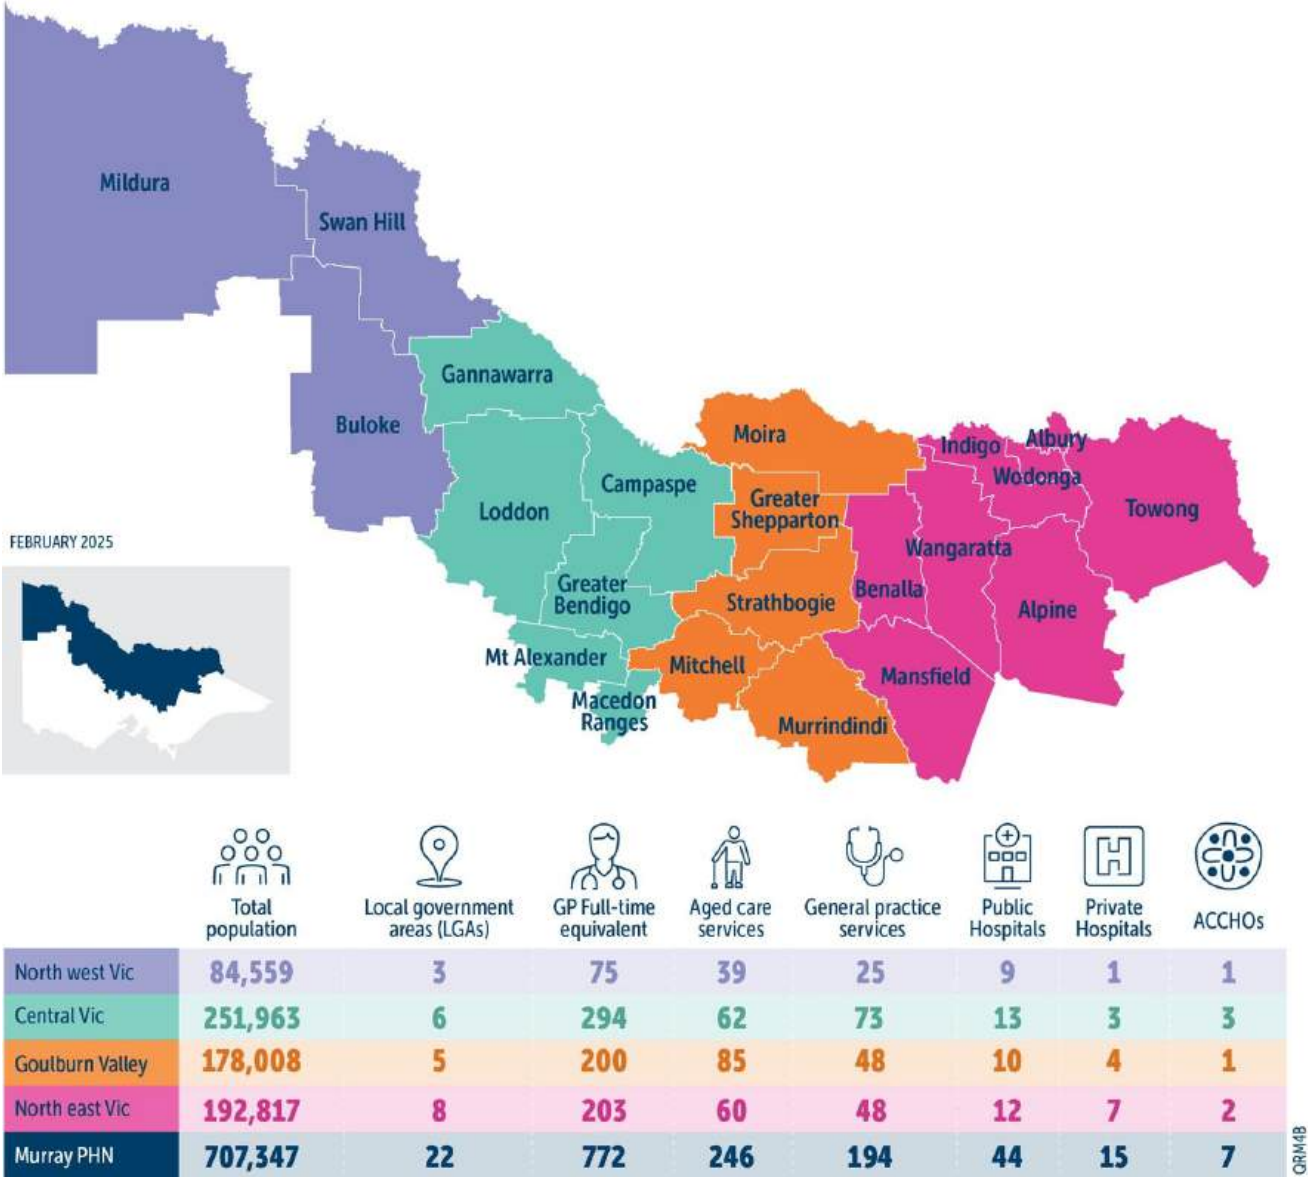 Mildura
Swan Hill
Gannawarra
Buloke
Moira
Indigo
Albury
Wodonga
Campaspe
Loddon
Greater
Shepparton
Towong
FEBRUARY 2025
Wangaratta
Greater
Bendigo
Strathbogie
Benalla
Alpine
Mt Alexander
Mitchell
Mansfield
Macedon
Ranges
Murrindindi
Total
population
Local government
areas (LGAs)
GP Full-time
equivalent
Aged care
services
General practice
services
Public
Hospitals
Private
Hospitals
ACCHOs
North west Vic 84,559 3 75 39 25 9 1 1
Central Vic 251,963 6 294 62 73 13 3 3
Goulburn Valley 178,008 5 200 85 48 10 4 1
North east Vic 192,817 8 203 60 48 12 7 2
Murray PHN 707,347 22 772 246 194 44 15 7
QRM4B